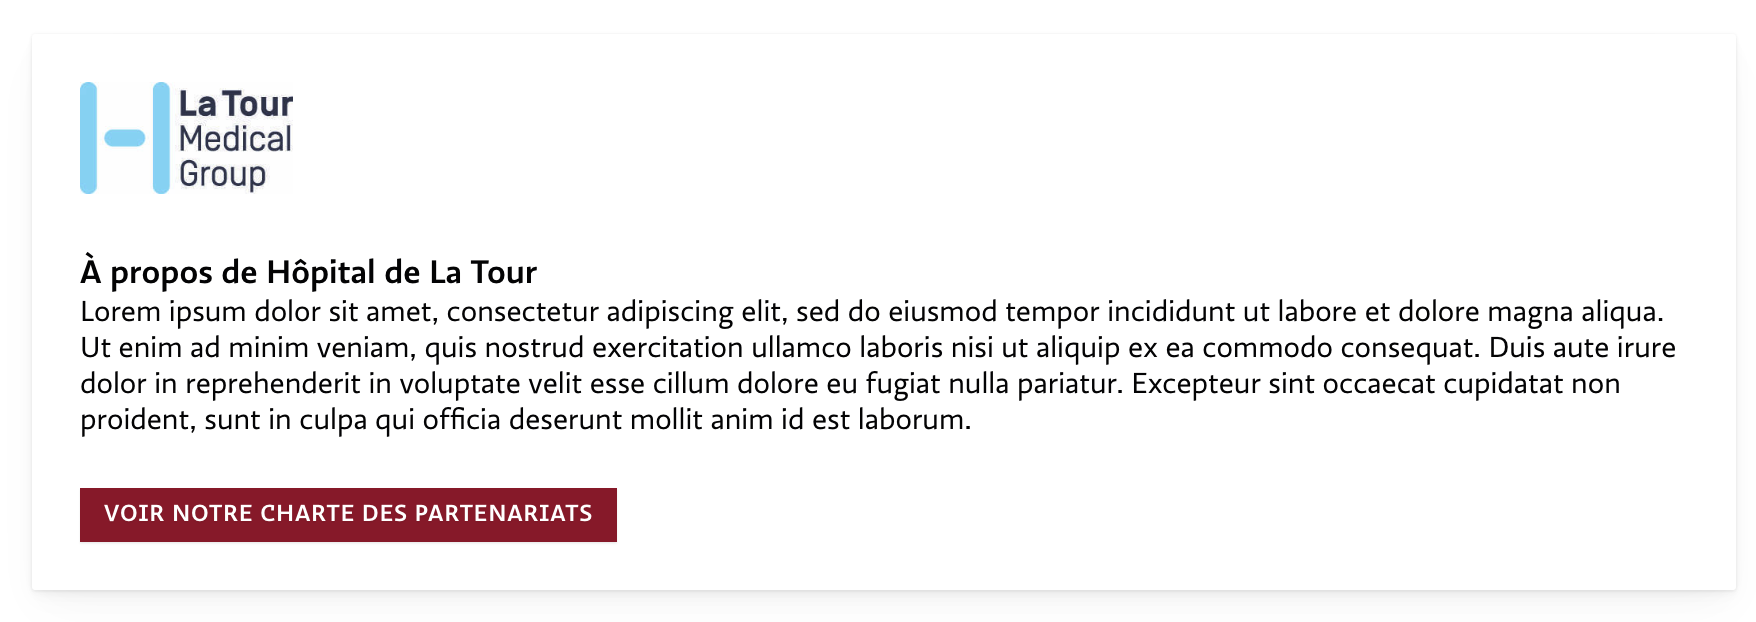 La Tour
Medical
Group
À propos de Hôpital de La Tour
Lorem ipsum dolor sit amet, consectetur adipiscing elit, sed do eiusmod tempor incididunt ut labore et dolore magna aliqua.
Ut enim ad minim veniam, quis nostrud exercitation ullamco laboris nisi ut aliquip ex ea commodo consequat. Duis aute irure
dolor in reprehenderit in voluptate velit esse cillum dolore eu fugiat nulla pariatur. Excepteur sint occaecat cupidatat non
proident, sunt in culpa qui officia deserunt mollit anim id est laborum.
VOIR NOTRE CHARTE DES PARTENARIATS